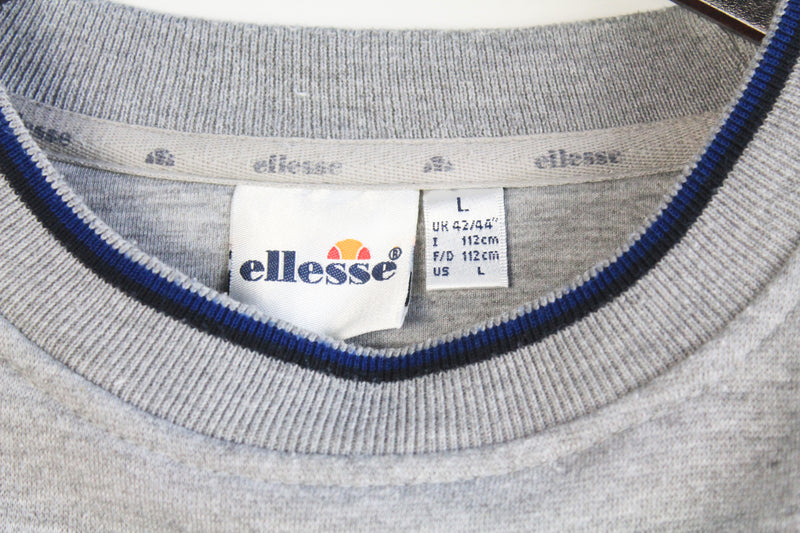 ellesse ellesse ellesse
ellesse®
L
UK 42/44"
I 112cm
F/D 112cm
US L